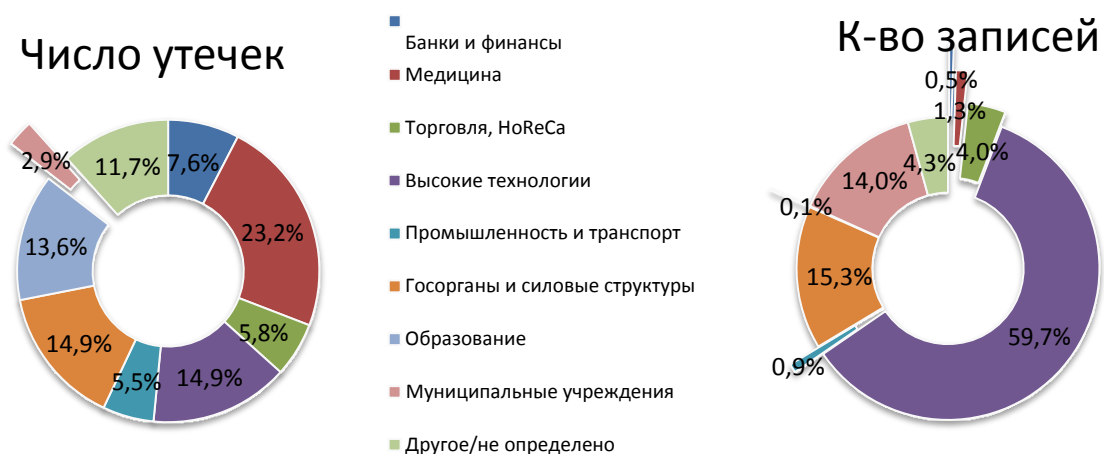 Число утечек
7,6%
23,2%
5,8%
14,9%
5,5%
14,9%
13,6%
2,9%
11,7%
Банки и финансы
Медицина
Торговля, HoReCa
Высокие технологии
Промышленность и транспорт
Госорганы и силовые структуры
Образование
Муниципальные учреждения
Другое/не определено
К-во записей
0,5%
1,3%
4,0%
59,7%
0,9%
15,3%
0,1%
14,0%
4,3%